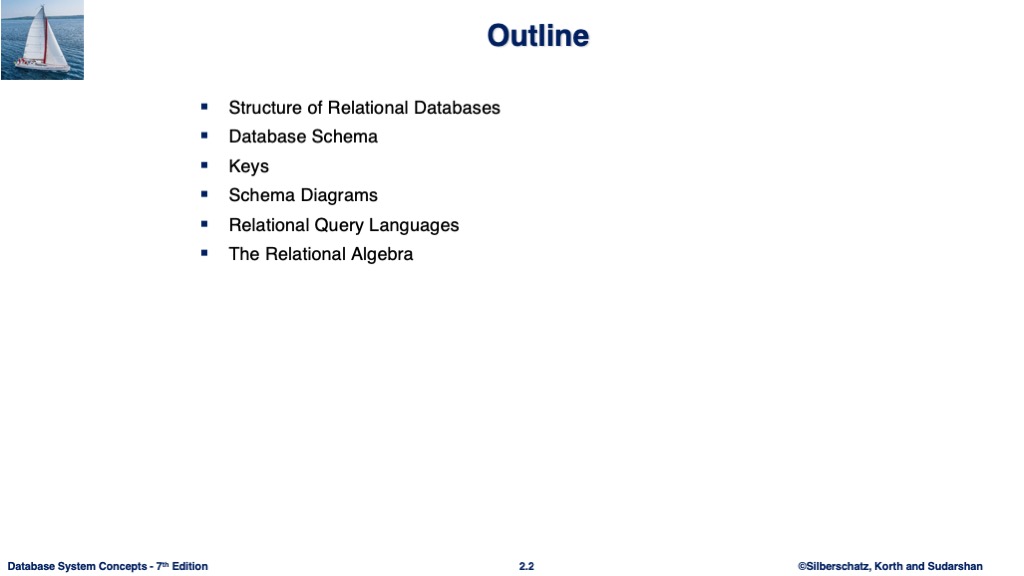 Outline
▪ Structure of Relational Databases
▪ Database Schema
▪ Keys
▪ Schema Diagrams
▪ Relational Query Languages
▪ The Relational Algebra
Database System Concepts - 7th Edition
2.2
©Silberschatz, Korth and Sudarshan